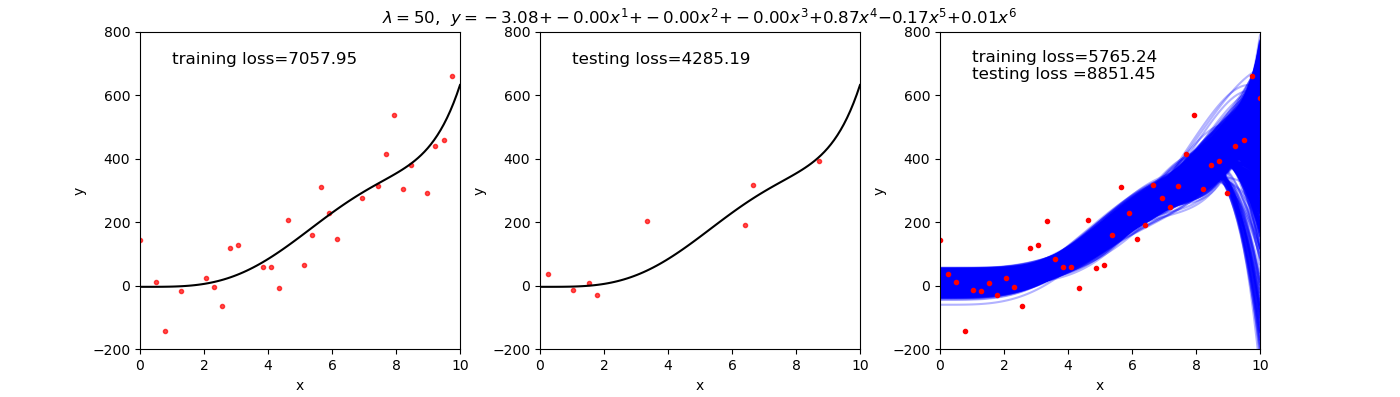 λ = 50, y = −3.08+−0.00x¹+−0.00x²+−0.00x³+0.87x⁴−0.17x⁵+0.01x⁶
800
600
400
200
0
−200
y
training loss=7057.95
0 2 4 6 8 10
x
800
600
400
200
0
−200
y
testing loss=4285.19
0 2 4 6 8 10
x
800
600
400
200
0
−200
y
training loss=5765.24
testing loss =8851.45
0 2 4 6 8 10
x